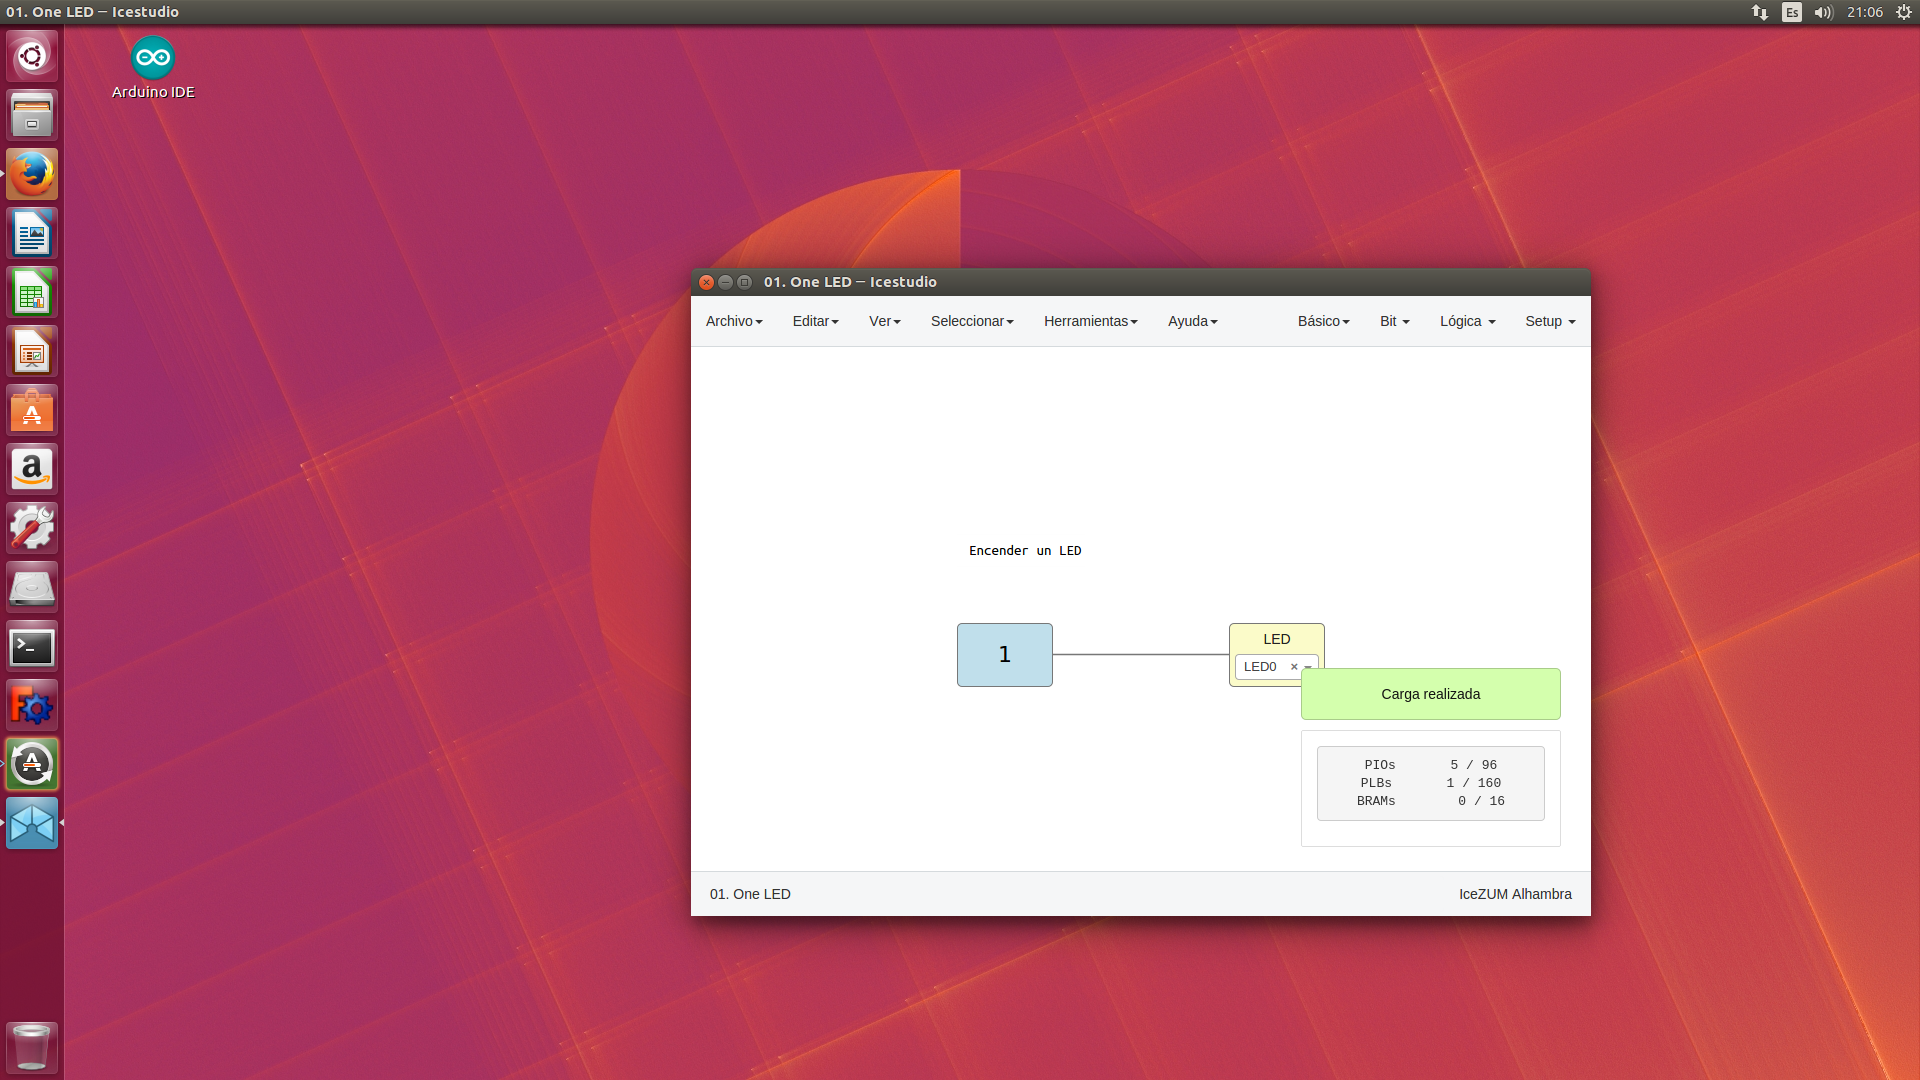 01. One LED — Icestudio
Es
21:06
Arduino IDE
01. One LED — Icestudio
Archivo Editar Ver Seleccionar Herramientas Ayuda Básico Bit Lógica Setup
Encender un LED
1
LED
LED0 ×
Carga realizada
PIOs 5 / 96
PLBs 1 / 160
BRAMs 0 / 16
01. One LED
IceZUM Alhambra